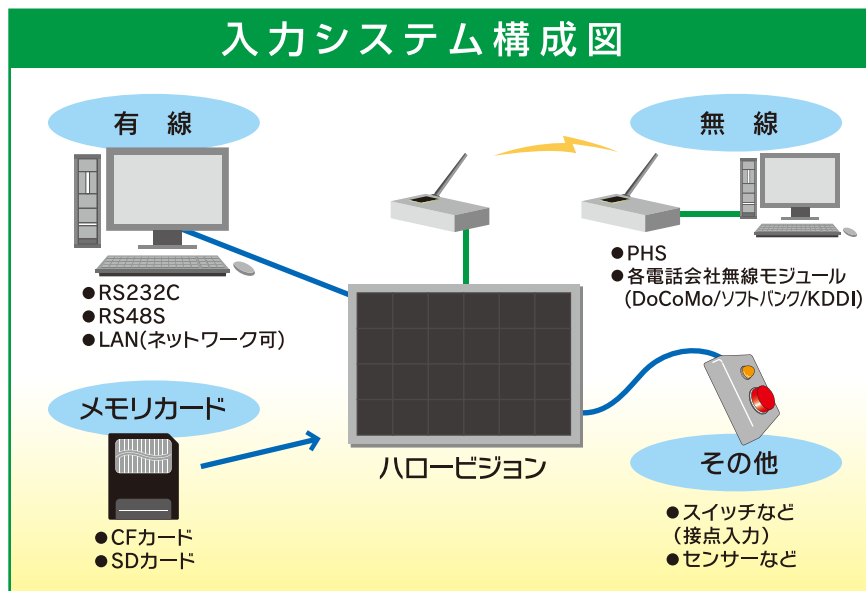 入力システム構成図
有線
無線
●RS232C
●RS48S
●LAN(ネットワーク可)
●PHS
●各電話会社無線モジュール
(DoCoMo/ソフトバンク/KDDI)
メモリカード
●CFカード
●SDカード
ハロービジョン
その他
●スイッチなど
(接点入力)
●センサーなど